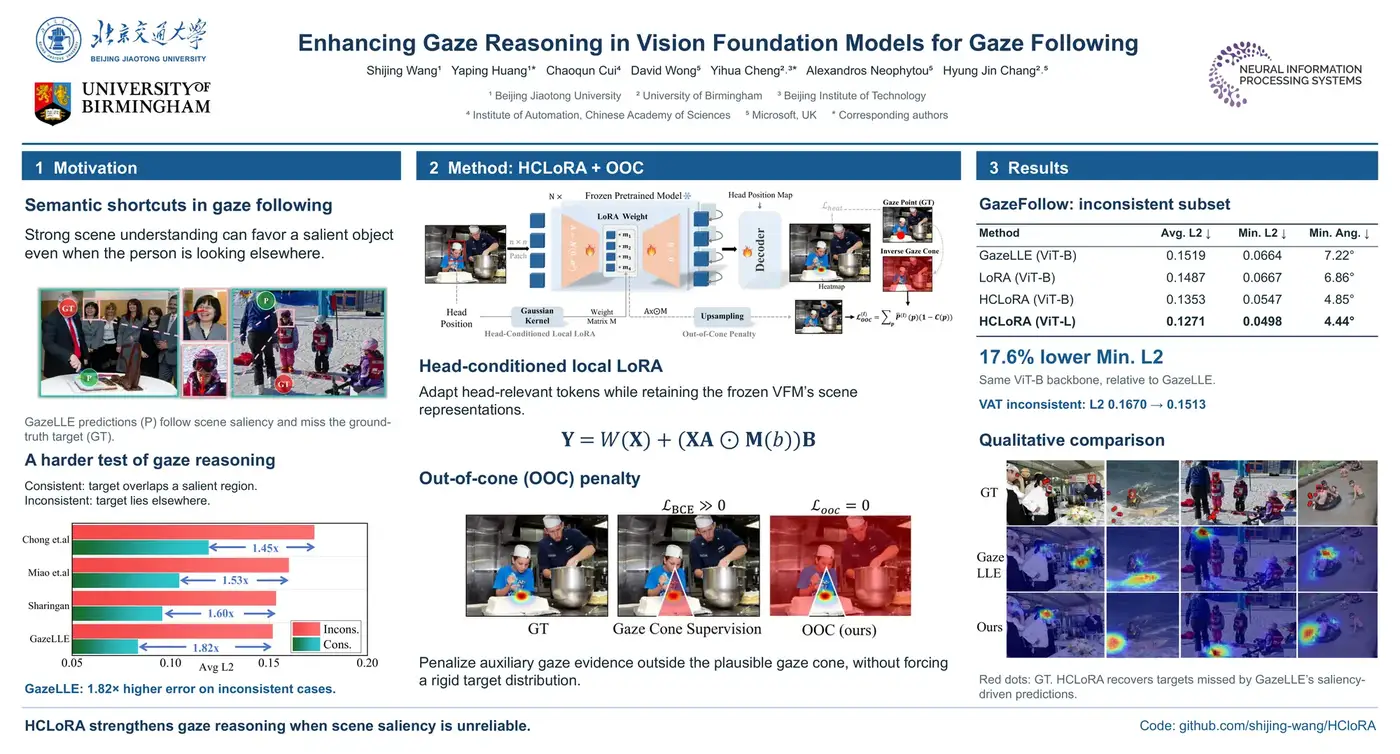 北京交通大学
BEIJING JIAOTONG UNIVERSITY
UNIVERSITY OF
BIRMINGHAM
Enhancing Gaze Reasoning in Vision Foundation Models for Gaze Following
Shijing Wang¹ Yaping Huang¹* Chaoqun Cui⁴ David Wong⁵ Yihua Cheng²,³* Alexandros Neophytou⁵ Hyung Jin Chang²,⁵
¹ Beijing Jiaotong University ² University of Birmingham ³ Beijing Institute of Technology
⁴ Institute of Automation, Chinese Academy of Sciences ⁵ Microsoft, UK * Corresponding authors
NEURAL INFORMATION
PROCESSING SYSTEMS
1 Motivation
Semantic shortcuts in gaze following
Strong scene understanding can favor a salient object
even when the person is looking elsewhere.
GT
P
P
GT
GazeLLE predictions (P) follow scene saliency and miss the ground-
truth target (GT).
A harder test of gaze reasoning
Consistent: target overlaps a salient region.
Inconsistent: target lies elsewhere.
Chong et.al
1.45x
Miao et.al
1.53x
Sharingan
1.60x
GazeLLE
1.82x
Incons.
Cons.
0.05 0.10 0.15 0.20
Avg L2
GazeLLE: 1.82× higher error on inconsistent cases.
2 Method: HCLoRA + OOC
N × Frozen Pretrained Model
Head Position Map
LoRA Weight
* m₁
* m₂
* m₃
* m₄
n × n
Patch
Decoder
ℒheat
Gaze Point (GT)
Inverse Gaze Cone
Heatmap
Head
Position
Gaussian
Kernel
Weight
Matrix M
Ax⊙M
Upsampling
Head-Conditioned Local LoRA
Out-of-Cone Penalty
ℒ_OOC^(l) = ∑_p P̃^(l)(p)(1 − C(p))
Head-conditioned local LoRA
Adapt head-relevant tokens while retaining the frozen VFM’s scene
representations.
Y = W(X) + (XA ⊙ M(b))B
Out-of-cone (OOC) penalty
ℒ_BCE ≫ 0
ℒ_ooc = 0
GT
Gaze Cone Supervision
OOC (ours)
Penalize auxiliary gaze evidence outside the plausible gaze cone, without forcing
a rigid target distribution.
3 Results
GazeFollow: inconsistent subset
Method Avg. L2 ↓ Min. L2 ↓ Min. Ang. ↓
GazeLLE (ViT-B) 0.1519 0.0664 7.22°
LoRA (ViT-B) 0.1487 0.0667 6.86°
HCLoRA (ViT-B) 0.1353 0.0547 4.85°
HCLoRA (ViT-L) 0.1271 0.0498 4.44°
17.6% lower Min. L2
Same ViT-B backbone, relative to GazeLLE.
VAT inconsistent: L2 0.1670 → 0.1513
Qualitative comparison
GT
Gaze
LLE
Ours
Red dots: GT. HCLoRA recovers targets missed by GazeLLE’s saliency-
driven predictions.
HCLoRA strengthens gaze reasoning when scene saliency is unreliable.
Code: github.com/shijing-wang/HCloRA